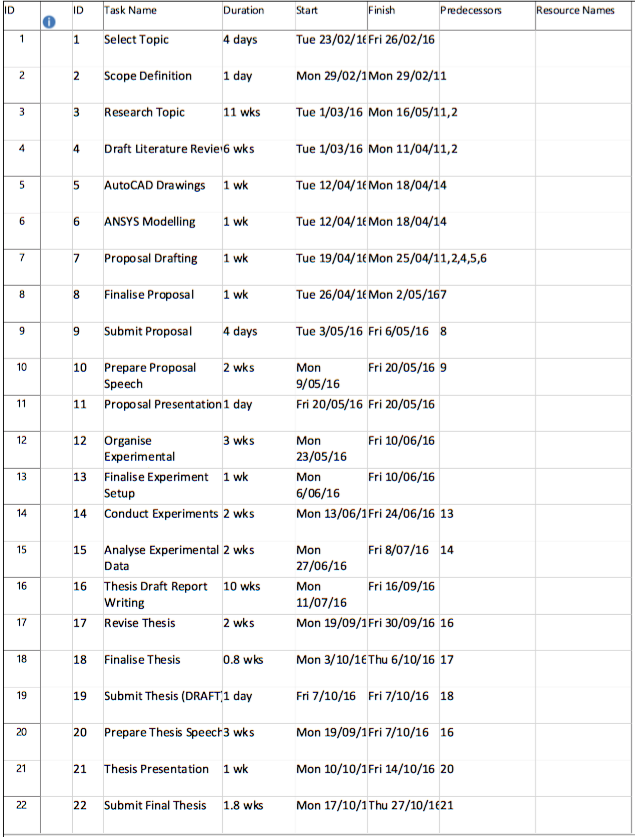 ID ID Task Name Duration Start Finish Predecessors Resource Names
1 1 Select Topic 4 days Tue 23/02/16 Fri 26/02/16
2 2 Scope Definition 1 day Mon 29/02/1 Mon 29/02/1 1
3 3 Research Topic 11 wks Tue 1/03/16 Mon 16/05/1 1,2
4 4 Draft Literature Revie 6 wks Tue 1/03/16 Mon 11/04/1 1,2
5 5 AutoCAD Drawings 1 wk Tue 12/04/16 Mon 18/04/1 4
6 6 ANSYS Modelling 1 wk Tue 12/04/16 Mon 18/04/1 4
7 7 Proposal Drafting 1 wk Tue 19/04/16 Mon 25/04/1 1,2,4,5,6
8 8 Finalise Proposal 1 wk Tue 26/04/16 Mon 2/05/16 7
9 9 Submit Proposal 4 days Tue 3/05/16 Fri 6/05/16 8
10 10 Prepare Proposal 2 wks Mon Fri 20/05/16 9
Speech 9/05/16
11 11 Proposal Presentation 1 day Fri 20/05/16 Fri 20/05/16
12 12 Organise 3 wks Mon Fri 10/06/16
Experimental 23/05/16
13 13 Finalise Experiment 1 wk Mon Fri 10/06/16
Setup 6/06/16
14 14 Conduct Experiments 2 wks Mon 13/06/1 Fri 24/06/16 13
15 15 Analyse Experimental 2 wks Mon Fri 8/07/16 14
Data 27/06/16
16 16 Thesis Draft Report 10 wks Mon Fri 16/09/16
Writing 11/07/16
17 17 Revise Thesis 2 wks Mon 19/09/1 Fri 30/09/16 16
18 18 Finalise Thesis 0.8 wks Mon 3/10/16 Thu 6/10/16 17
19 19 Submit Thesis (DRAFT) 1 day Fri 7/10/16 Fri 7/10/16 18
20 20 Prepare Thesis Speech 3 wks Mon 19/09/1 Fri 7/10/16 16
21 21 Thesis Presentation 1 wk Mon 10/10/1 Fri 14/10/16 20
22 22 Submit Final Thesis 1.8 wks Mon 17/10/1 Thu 27/10/16 21